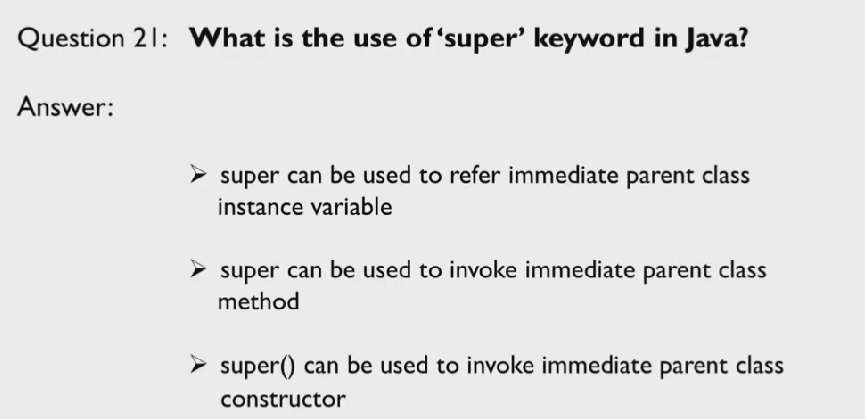 Question 21: What is the use of 'super' keyword in Java?
Answer:
➢ super can be used to refer immediate parent class
instance variable
➢ super can be used to invoke immediate parent class
method
➢ super() can be used to invoke immediate parent class
constructor